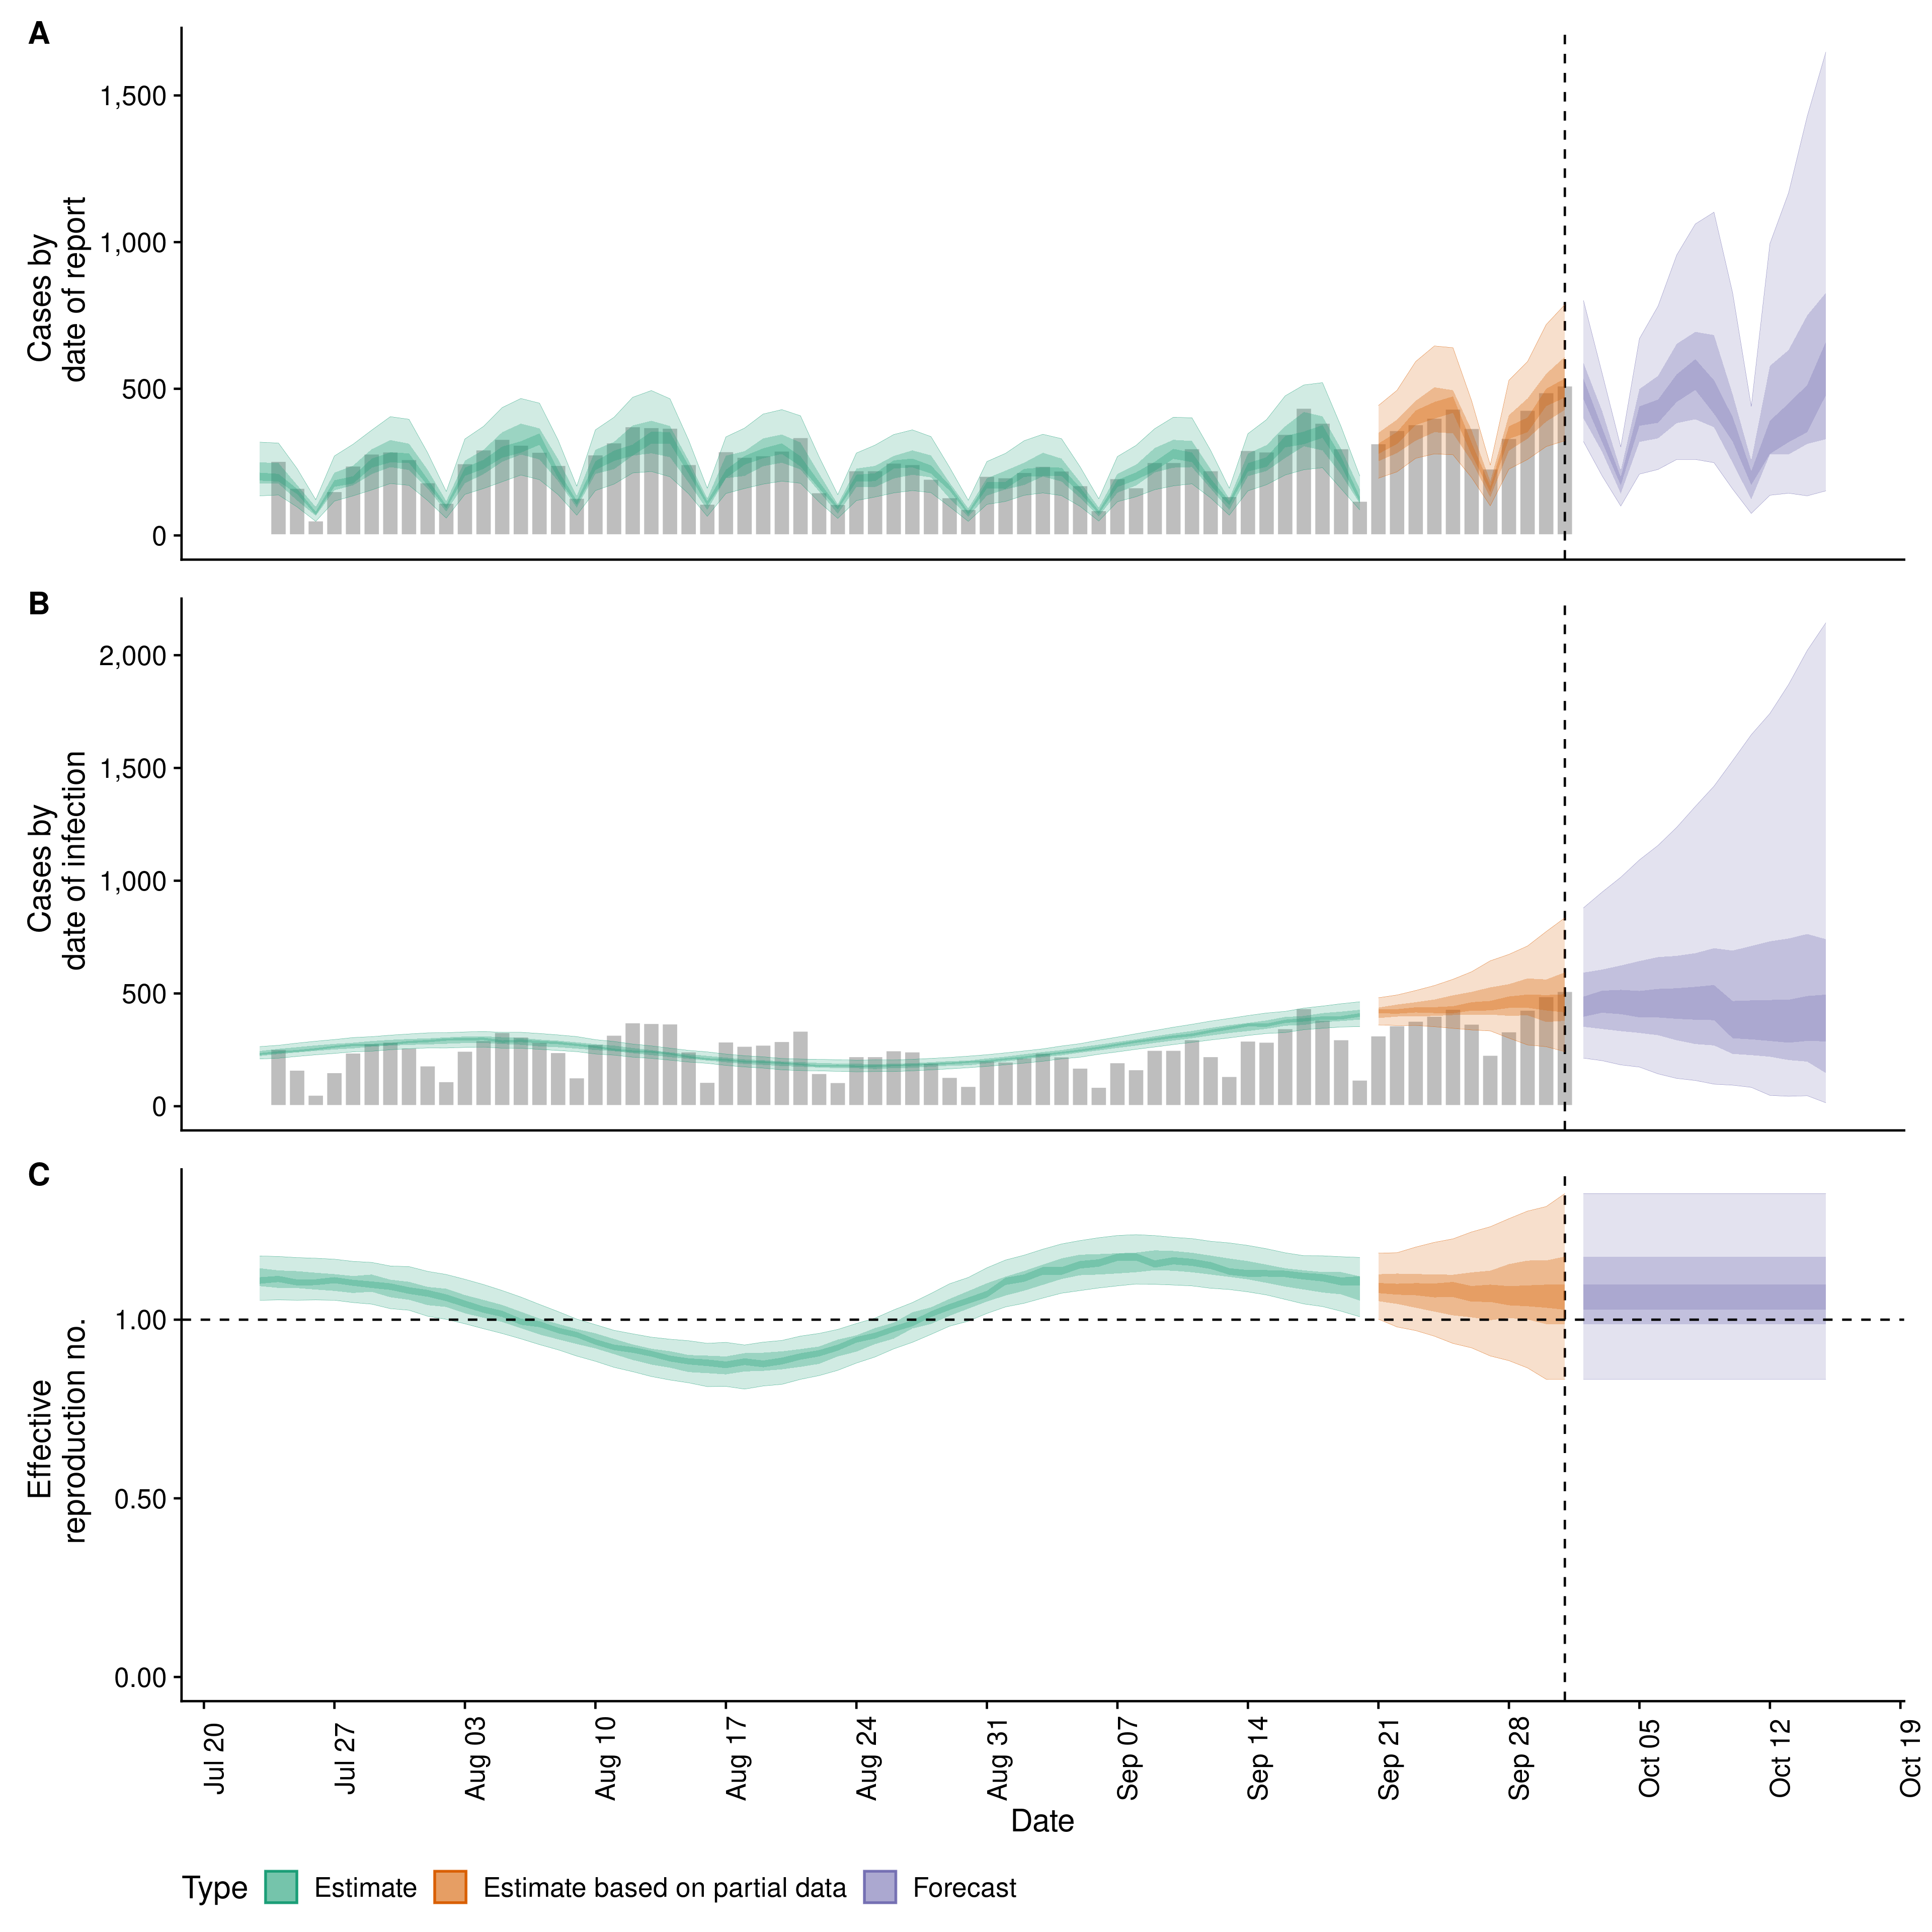 A
Cases by
date of report
1,500
1,000
500
0
B
Cases by
date of infection
2,000
1,500
1,000
500
0
C
Effective
reproduction no.
1.00
0.50
0.00
Jul 20
Jul 27
Aug 03
Aug 10
Aug 17
Aug 24
Aug 31
Sep 07
Sep 14
Sep 21
Sep 28
Oct 05
Oct 12
Oct 19
Date
Type Estimate Estimate based on partial data Forecast